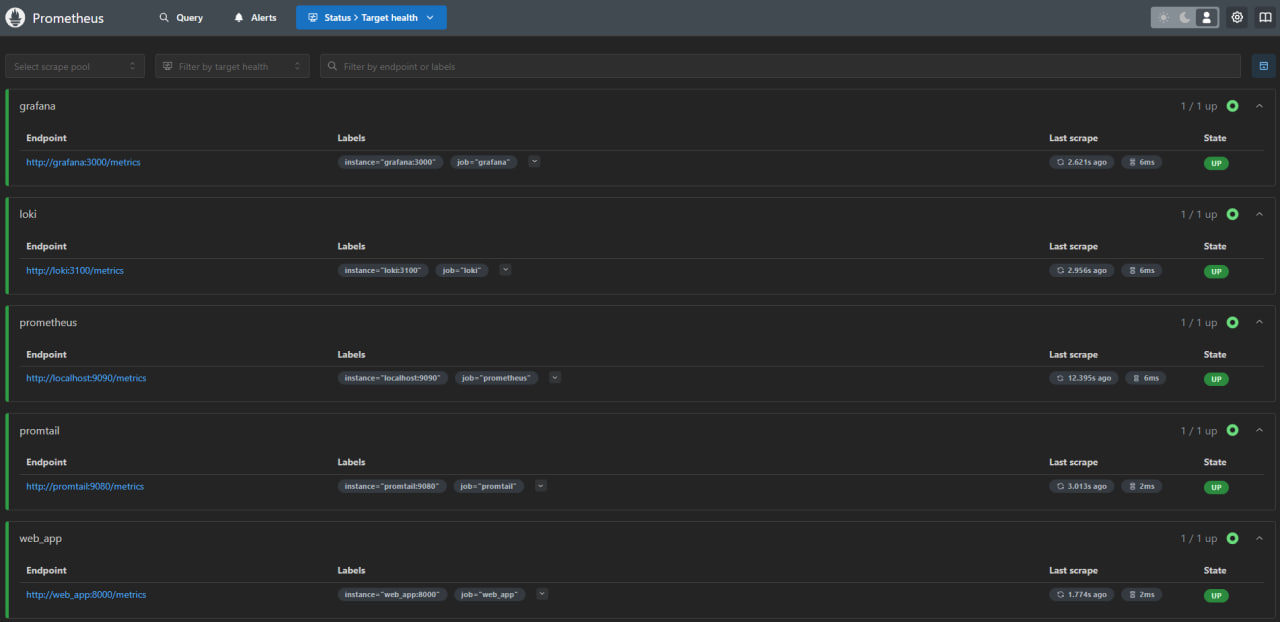 Prometheus Query Alerts Status > Target health
Select scrape pool Filter by target health Filter by endpoint or labels
grafana 1 / 1 up
Endpoint Labels Last scrape State
http://grafana:3000/metrics instance="grafana:3000" job="grafana" 2.621s ago 6ms UP
loki 1 / 1 up
Endpoint Labels Last scrape State
http://loki:3100/metrics instance="loki:3100" job="loki" 2.956s ago 6ms UP
prometheus 1 / 1 up
Endpoint Labels Last scrape State
http://localhost:9090/metrics instance="localhost:9090" job="prometheus" 12.395s ago 6ms UP
promtail 1 / 1 up
Endpoint Labels Last scrape State
http://promtail:9080/metrics instance="promtail:9080" job="promtail" 3.013s ago 2ms UP
web_app 1 / 1 up
Endpoint Labels Last scrape State
http://web_app:8000/metrics instance="web_app:8000" job="web_app" 1.774s ago 2ms UP